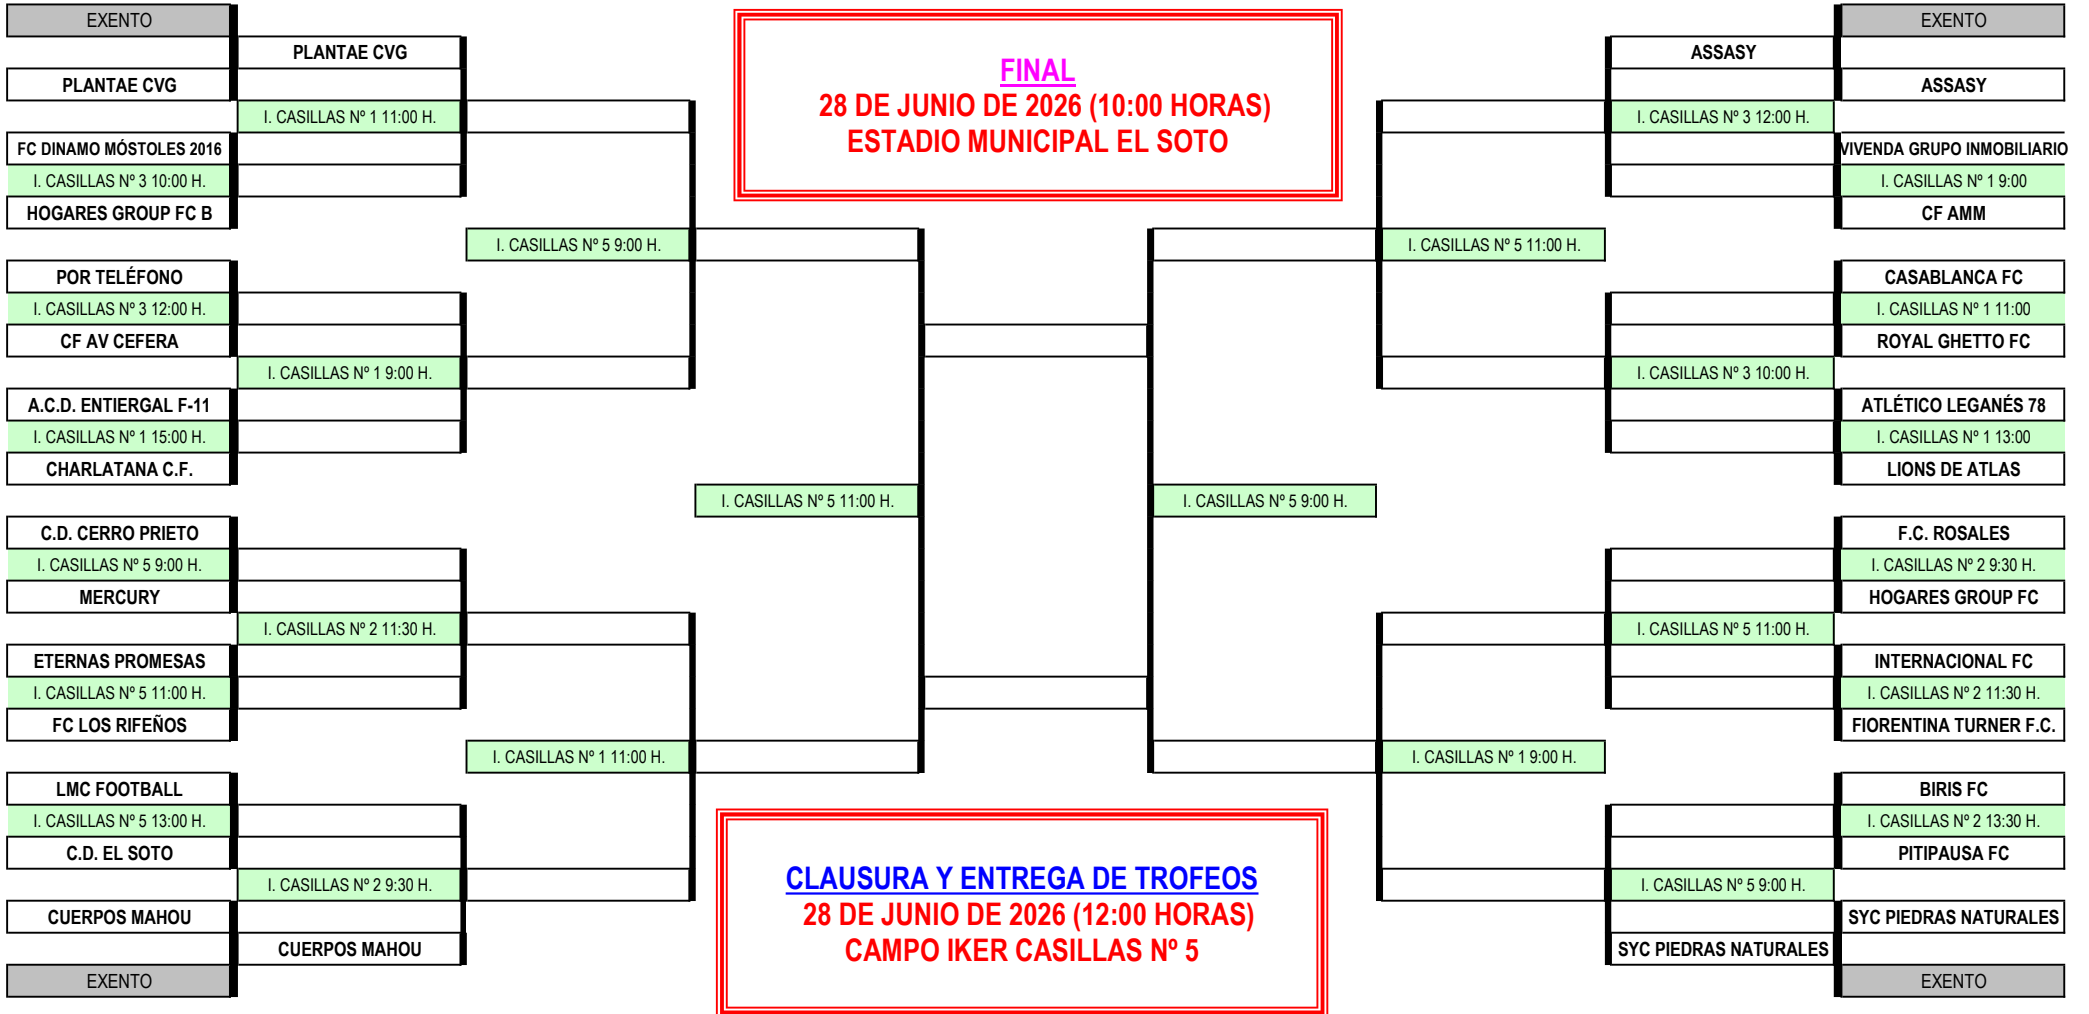 EXENTO
PLANTAE CVG
PLANTAE CVG
I. CASILLAS Nº 1 11:00 H.
FC DINAMO MÓSTOLES 2016
I. CASILLAS Nº 3 10:00 H.
HOGARES GROUP FC B
I. CASILLAS Nº 5 9:00 H.
POR TELÉFONO
I. CASILLAS Nº 3 12:00 H.
CF AV CEFERA
I. CASILLAS Nº 1 9:00 H.
A.C.D. ENTIERGAL F-11
I. CASILLAS Nº 1 15:00 H.
CHARLATANA C.F.
I. CASILLAS Nº 5 11:00 H.
C.D. CERRO PRIETO
I. CASILLAS Nº 5 9:00 H.
MERCURY
I. CASILLAS Nº 2 11:30 H.
ETERNAS PROMESAS
I. CASILLAS Nº 5 11:00 H.
FC LOS RIFEÑOS
I. CASILLAS Nº 1 11:00 H.
LMC FOOTBALL
I. CASILLAS Nº 5 13:00 H.
C.D. EL SOTO
I. CASILLAS Nº 2 9:30 H.
CUERPOS MAHOU
CUERPOS MAHOU
EXENTO
FINAL
28 DE JUNIO DE 2026 (10:00 HORAS)
ESTADIO MUNICIPAL EL SOTO
CLAUSURA Y ENTREGA DE TROFEOS
28 DE JUNIO DE 2026 (12:00 HORAS)
CAMPO IKER CASILLAS Nº 5
EXENTO
ASSASY
ASSASY
I. CASILLAS Nº 3 12:00 H.
VIVENDA GRUPO INMOBILIARIO
I. CASILLAS Nº 1 9:00
CF AMM
I. CASILLAS Nº 5 11:00 H.
CASABLANCA FC
I. CASILLAS Nº 1 11:00
ROYAL GHETTO FC
I. CASILLAS Nº 3 10:00 H.
ATLÉTICO LEGANÉS 78
I. CASILLAS Nº 1 13:00
LIONS DE ATLAS
I. CASILLAS Nº 5 9:00 H.
F.C. ROSALES
I. CASILLAS Nº 2 9:30 H.
HOGARES GROUP FC
I. CASILLAS Nº 5 11:00 H.
INTERNACIONAL FC
I. CASILLAS Nº 2 11:30 H.
FIORENTINA TURNER F.C.
I. CASILLAS Nº 1 9:00 H.
BIRIS FC
I. CASILLAS Nº 2 13:30 H.
PITIPAUSA FC
I. CASILLAS Nº 5 9:00 H.
SYC PIEDRAS NATURALES
SYC PIEDRAS NATURALES
EXENTO